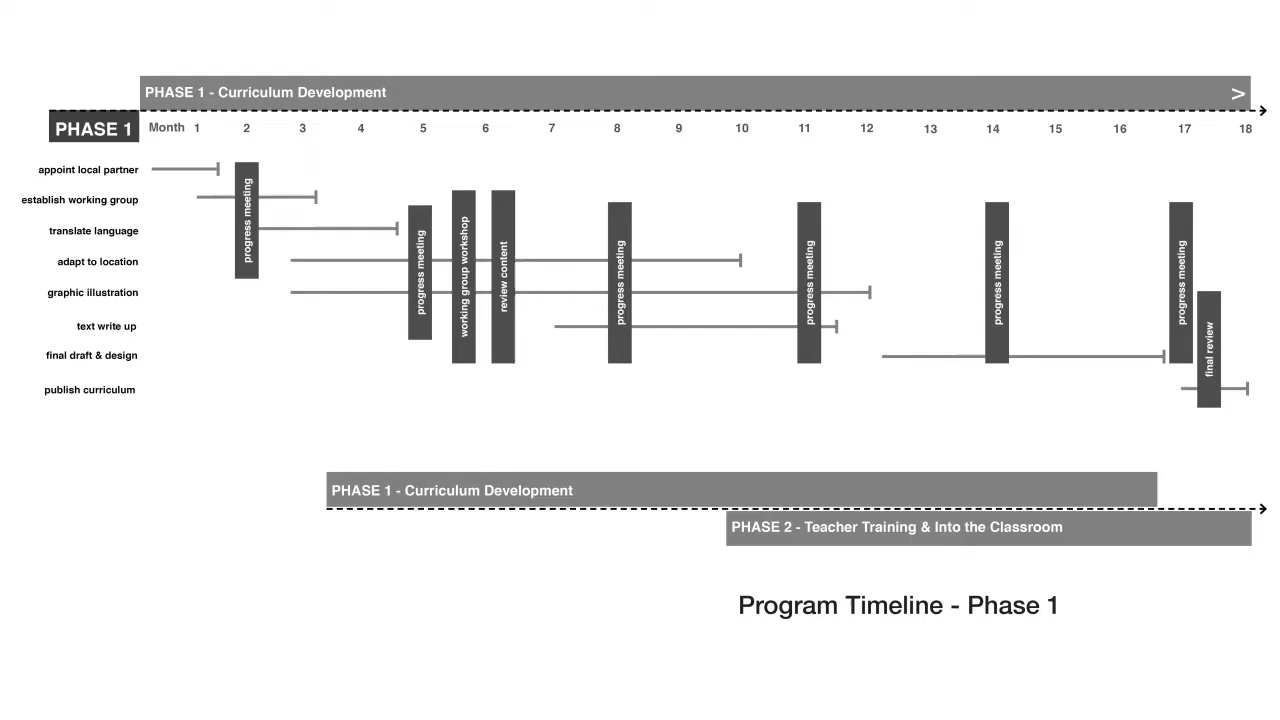 PHASE 1 - Curriculum Development
>
PHASE 1
Month 1 2 3 4 5 6 7 8 9 10 11 12 13 14 15 16 17 18
appoint local partner
establish working group
translate language
adapt to location
graphic illustration
text write up
final draft & design
publish curriculum
progress meeting
progress meeting
working group workshop
review content
progress meeting
progress meeting
progress meeting
progress meeting
final review
PHASE 1 - Curriculum Development
PHASE 2 - Teacher Training & Into the Classroom
Program Timeline - Phase 1